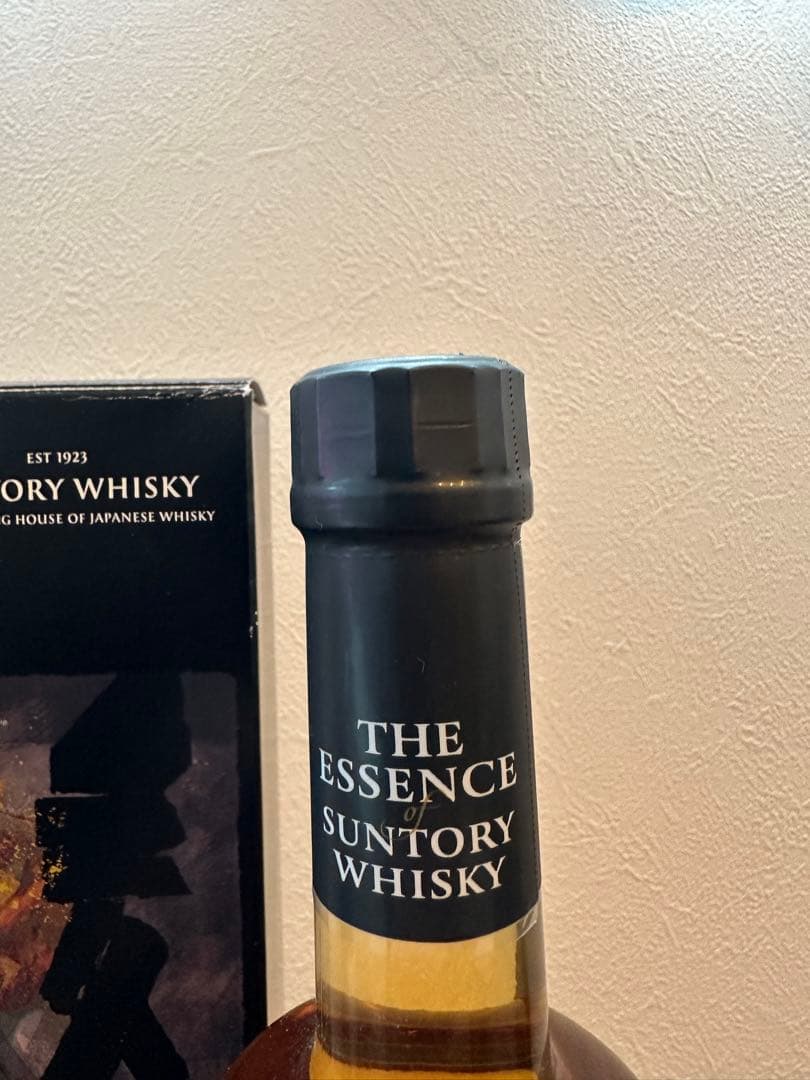 EST 1923
ORY WHISKY
G HOUSE OF JAPANESE WHISKY
THE
ESSENCE
of
SUNTORY
WHISKY